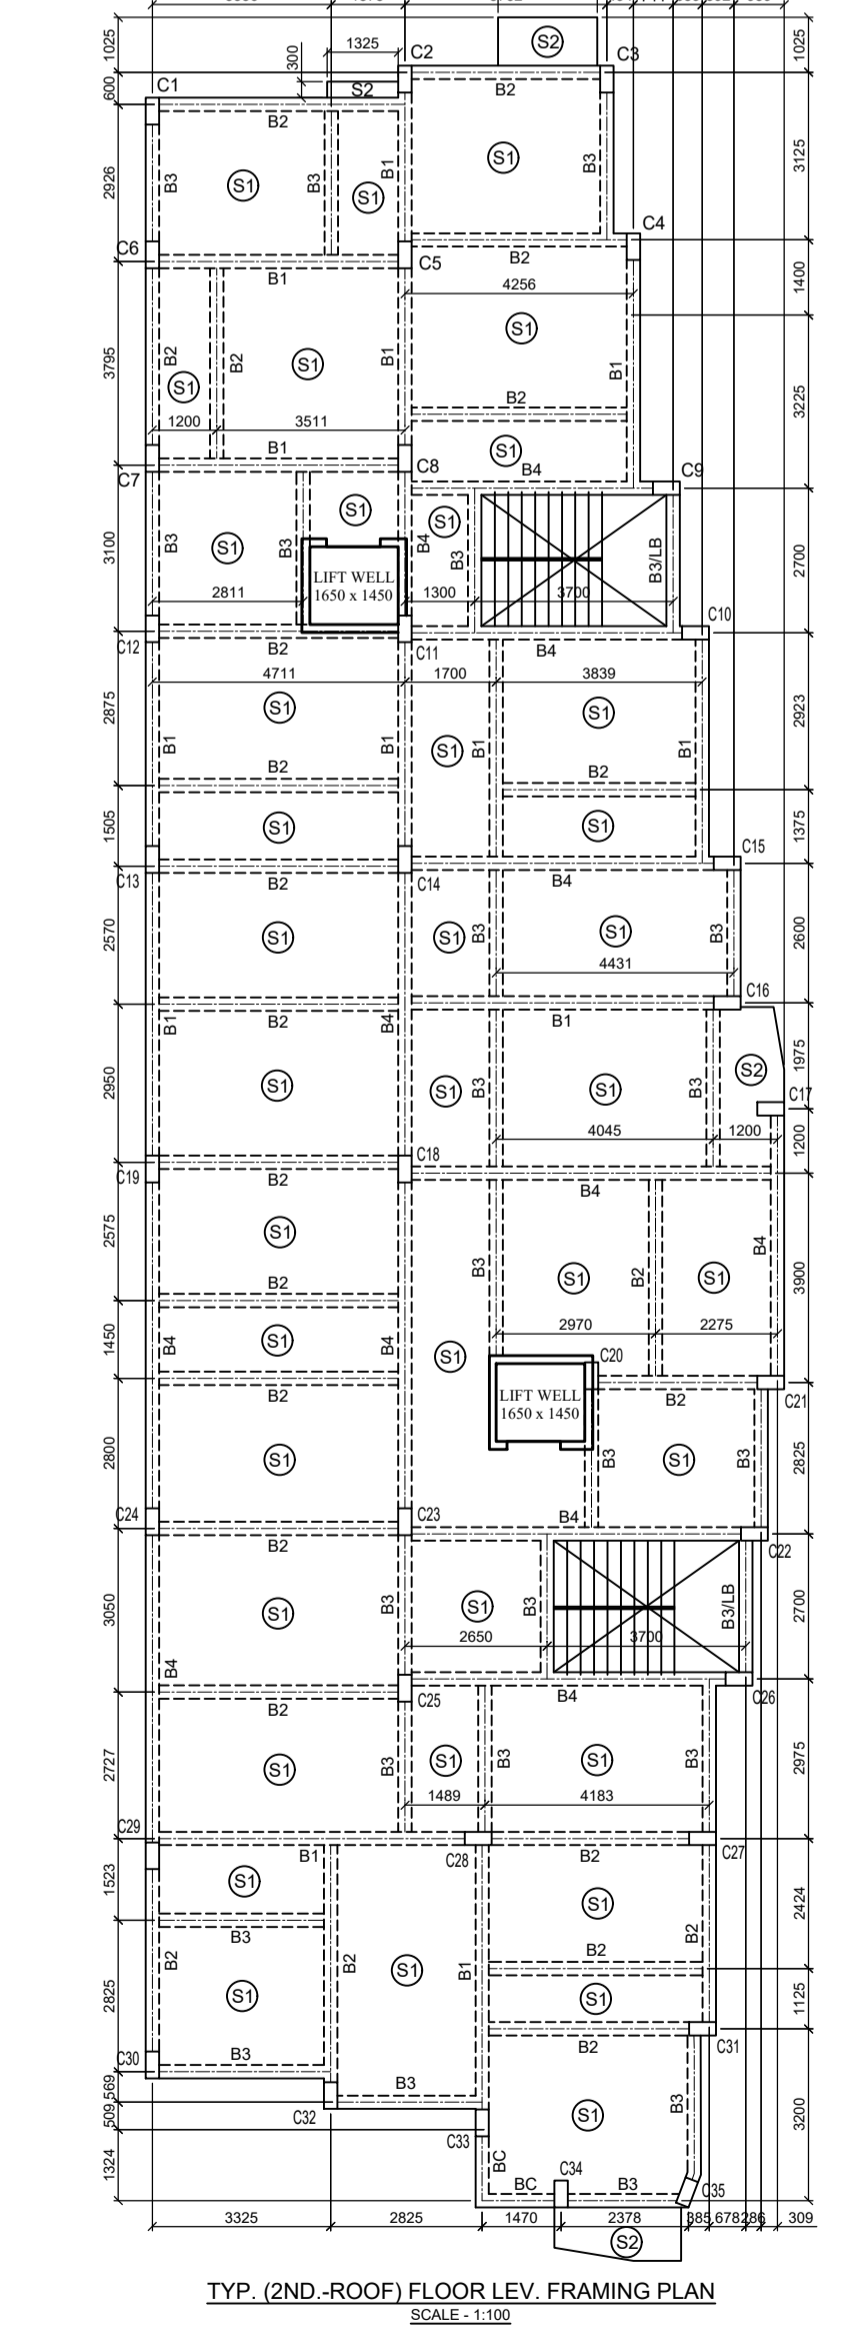 1025
1325
300
C2
S2
C3
1025
600
C1
S2
B2
B2
2926
B3
S1
B3
S1
B1
S1
B3
3125
C6
C5
C4
B1
B2
4256
1400
3795
B2
S1
B2
S1
B1
S1
B1
B2
3225
1200
3511
B1
S1
C7
C8
B4
C9
3100
B3
S1
B3
S1
S1
B4
B3
B3/LB
2700
LIFT WELL
1650 x 1450
2811
1300
3700
C12
B2
C11
B4
C10
4711
1700
3839
2875
S1
B1
B1
S1
B1
S1
B1
2923
B2
B2
1505
S1
S1
1375
C13
B2
C14
B4
C15
2570
S1
S1
B3
S1
B3
2600
4431
C16
B1
B2
B4
B1
2950
S1
S1
B3
S1
B3
S2
1975
C17
4045
1200
1200
C19
B2
C18
B4
2575
S1
B3
S1
B2
S1
B4
3900
B2
2970
2275
1450
B4
S1
B4
S1
C20
LIFT WELL
1650 x 1450
B2
B2
C21
2800
S1
B3
S1
B3
2825
C24
C23
B4
B2
C22
3050
S1
B3
S1
B3
B3/LB
2700
2650
3700
B4
B2
C25
B4
C26
2727
S1
B3
S1
B3
S1
B3
2975
1489
4183
C29
B1
C28
B2
C27
1523
S1
S1
2424
B3
B2
B2
S1
B1
B2
B2
2825
S1
S1
1125
C30
B3
B3
B2
C31
569
509
C32
C33
S1
B3
3200
1324
BC
C34
BC
B3
C35
3325
2825
1470
2378
385
678
286
309
S2
TYP. (2ND.-ROOF) FLOOR LEV. FRAMING PLAN
SCALE - 1:100